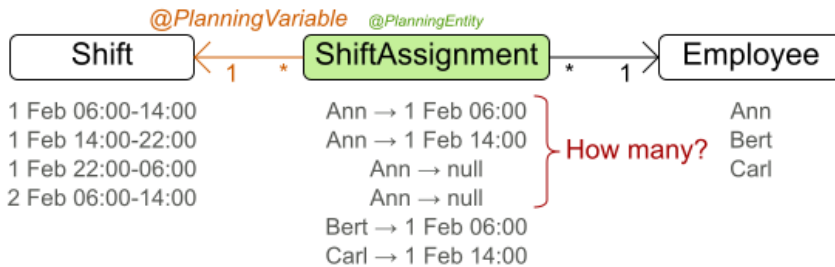 @PlanningVariable @PlanningEntity
Shift ShiftAssignment Employee
1 * * 1
1 Feb 06:00-14:00 Ann → 1 Feb 06:00 Ann
1 Feb 14:00-22:00 Ann → 1 Feb 14:00 Bert
How many?
1 Feb 22:00-06:00 Ann → null Carl
2 Feb 06:00-14:00 Ann → null
Bert → 1 Feb 06:00
Carl → 1 Feb 14:00